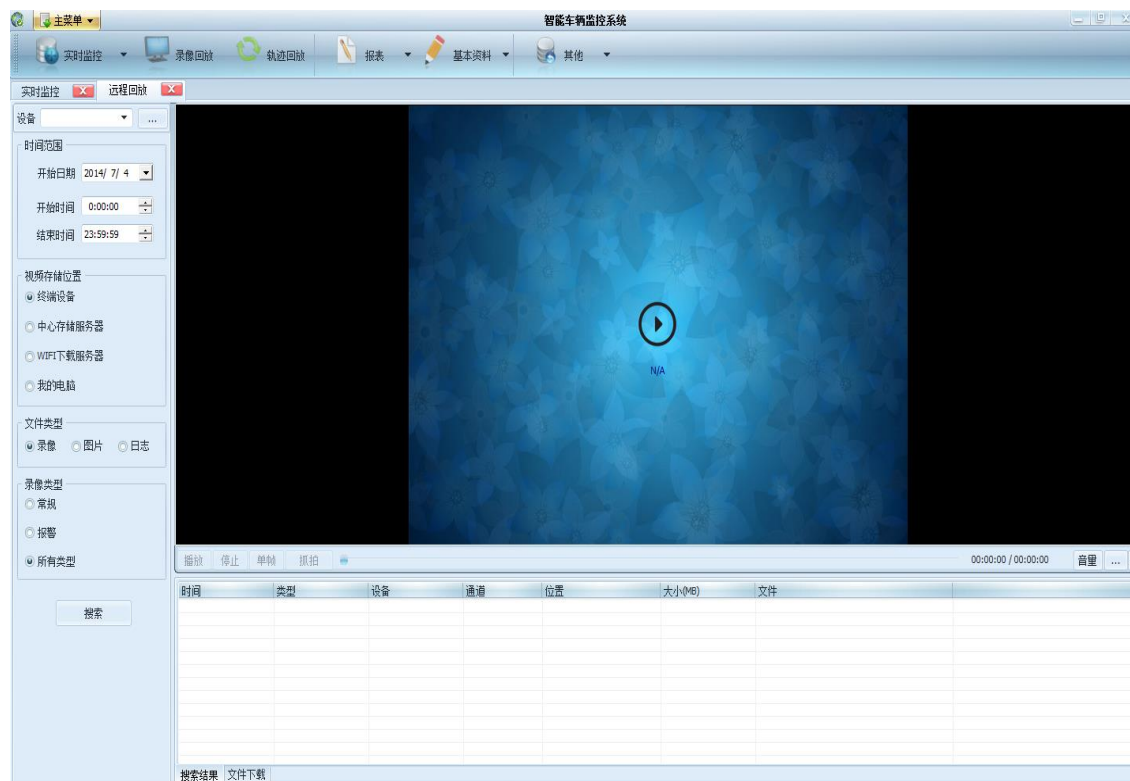 主菜单 智能车辆监控系统
实时监控 录像回放 轨迹回放 报表 基本资料 其他
实时监控 远程回放
设备 ...
时间范围
开始日期 2014/ 7/ 4
开始时间 0:00:00
结束时间 23:59:59
视频存储位置
终端设备
中心存储服务器
WIFI下载服务器
我的电脑
文件类型
录像 图片 日志
录像类型
常规
报警
所有类型
搜索
N/A
播放 停止 单帧 抓拍 00:00:00 / 00:00:00 音量 ...
时间 类型 设备 通道 位置 大小(MB) 文件
搜索结果 文件下载